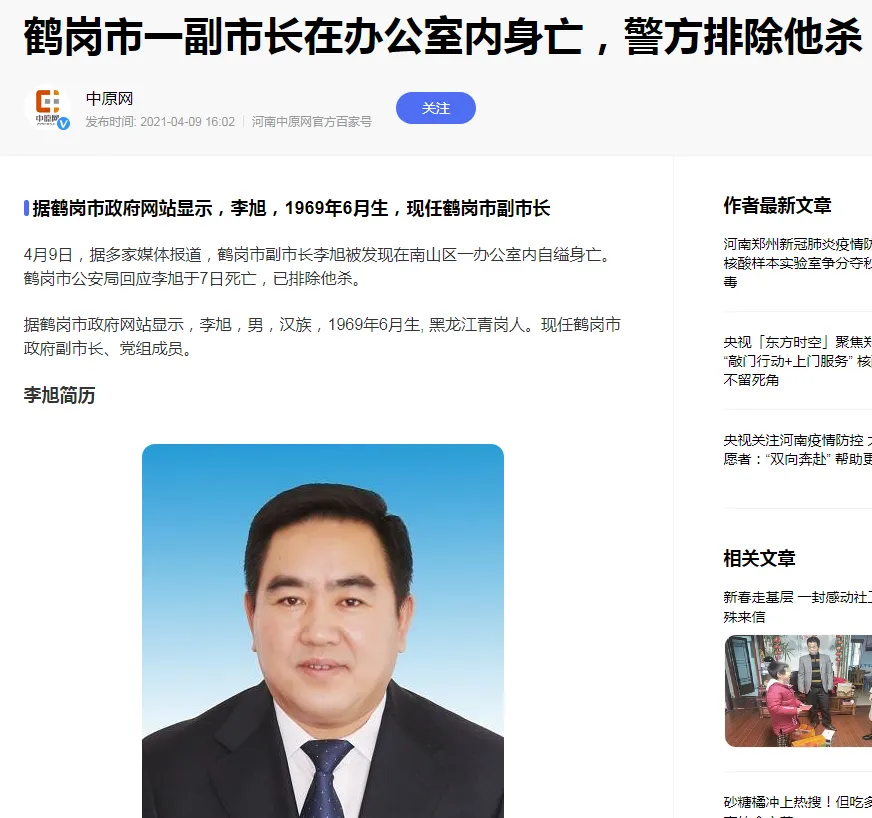 鹤岗市一副市长在办公室内身亡，警方排除他杀
中原网
发布时间: 2021-04-09 16:02
河南中原网官方百家号
关注
中原网
据鹤岗市政府网站显示，李旭，1969年6月生，现任鹤岗市副市长
4月9日，据多家媒体报道，鹤岗市副市长李旭被发现在南山区一办公室内自缢身亡。
鹤岗市公安局回应李旭于7日死亡，已排除他杀。
据鹤岗市政府网站显示，李旭，男，汉族，1969年6月生, 黑龙江青岗人。现任鹤岗市
政府副市长、党组成员。
李旭简历
作者最新文章
河南郑州新冠肺炎疫情防
核酸样本实验室争分夺秒
毒
央视「东方时空」聚焦郑
“敲门行动+上门服务” 核
不留死角
央视关注河南疫情防控
愿者：“双向奔赴” 帮助更
相关文章
新春走基层 一封感动社工
殊来信
砂糖橘冲上热搜！但吃多